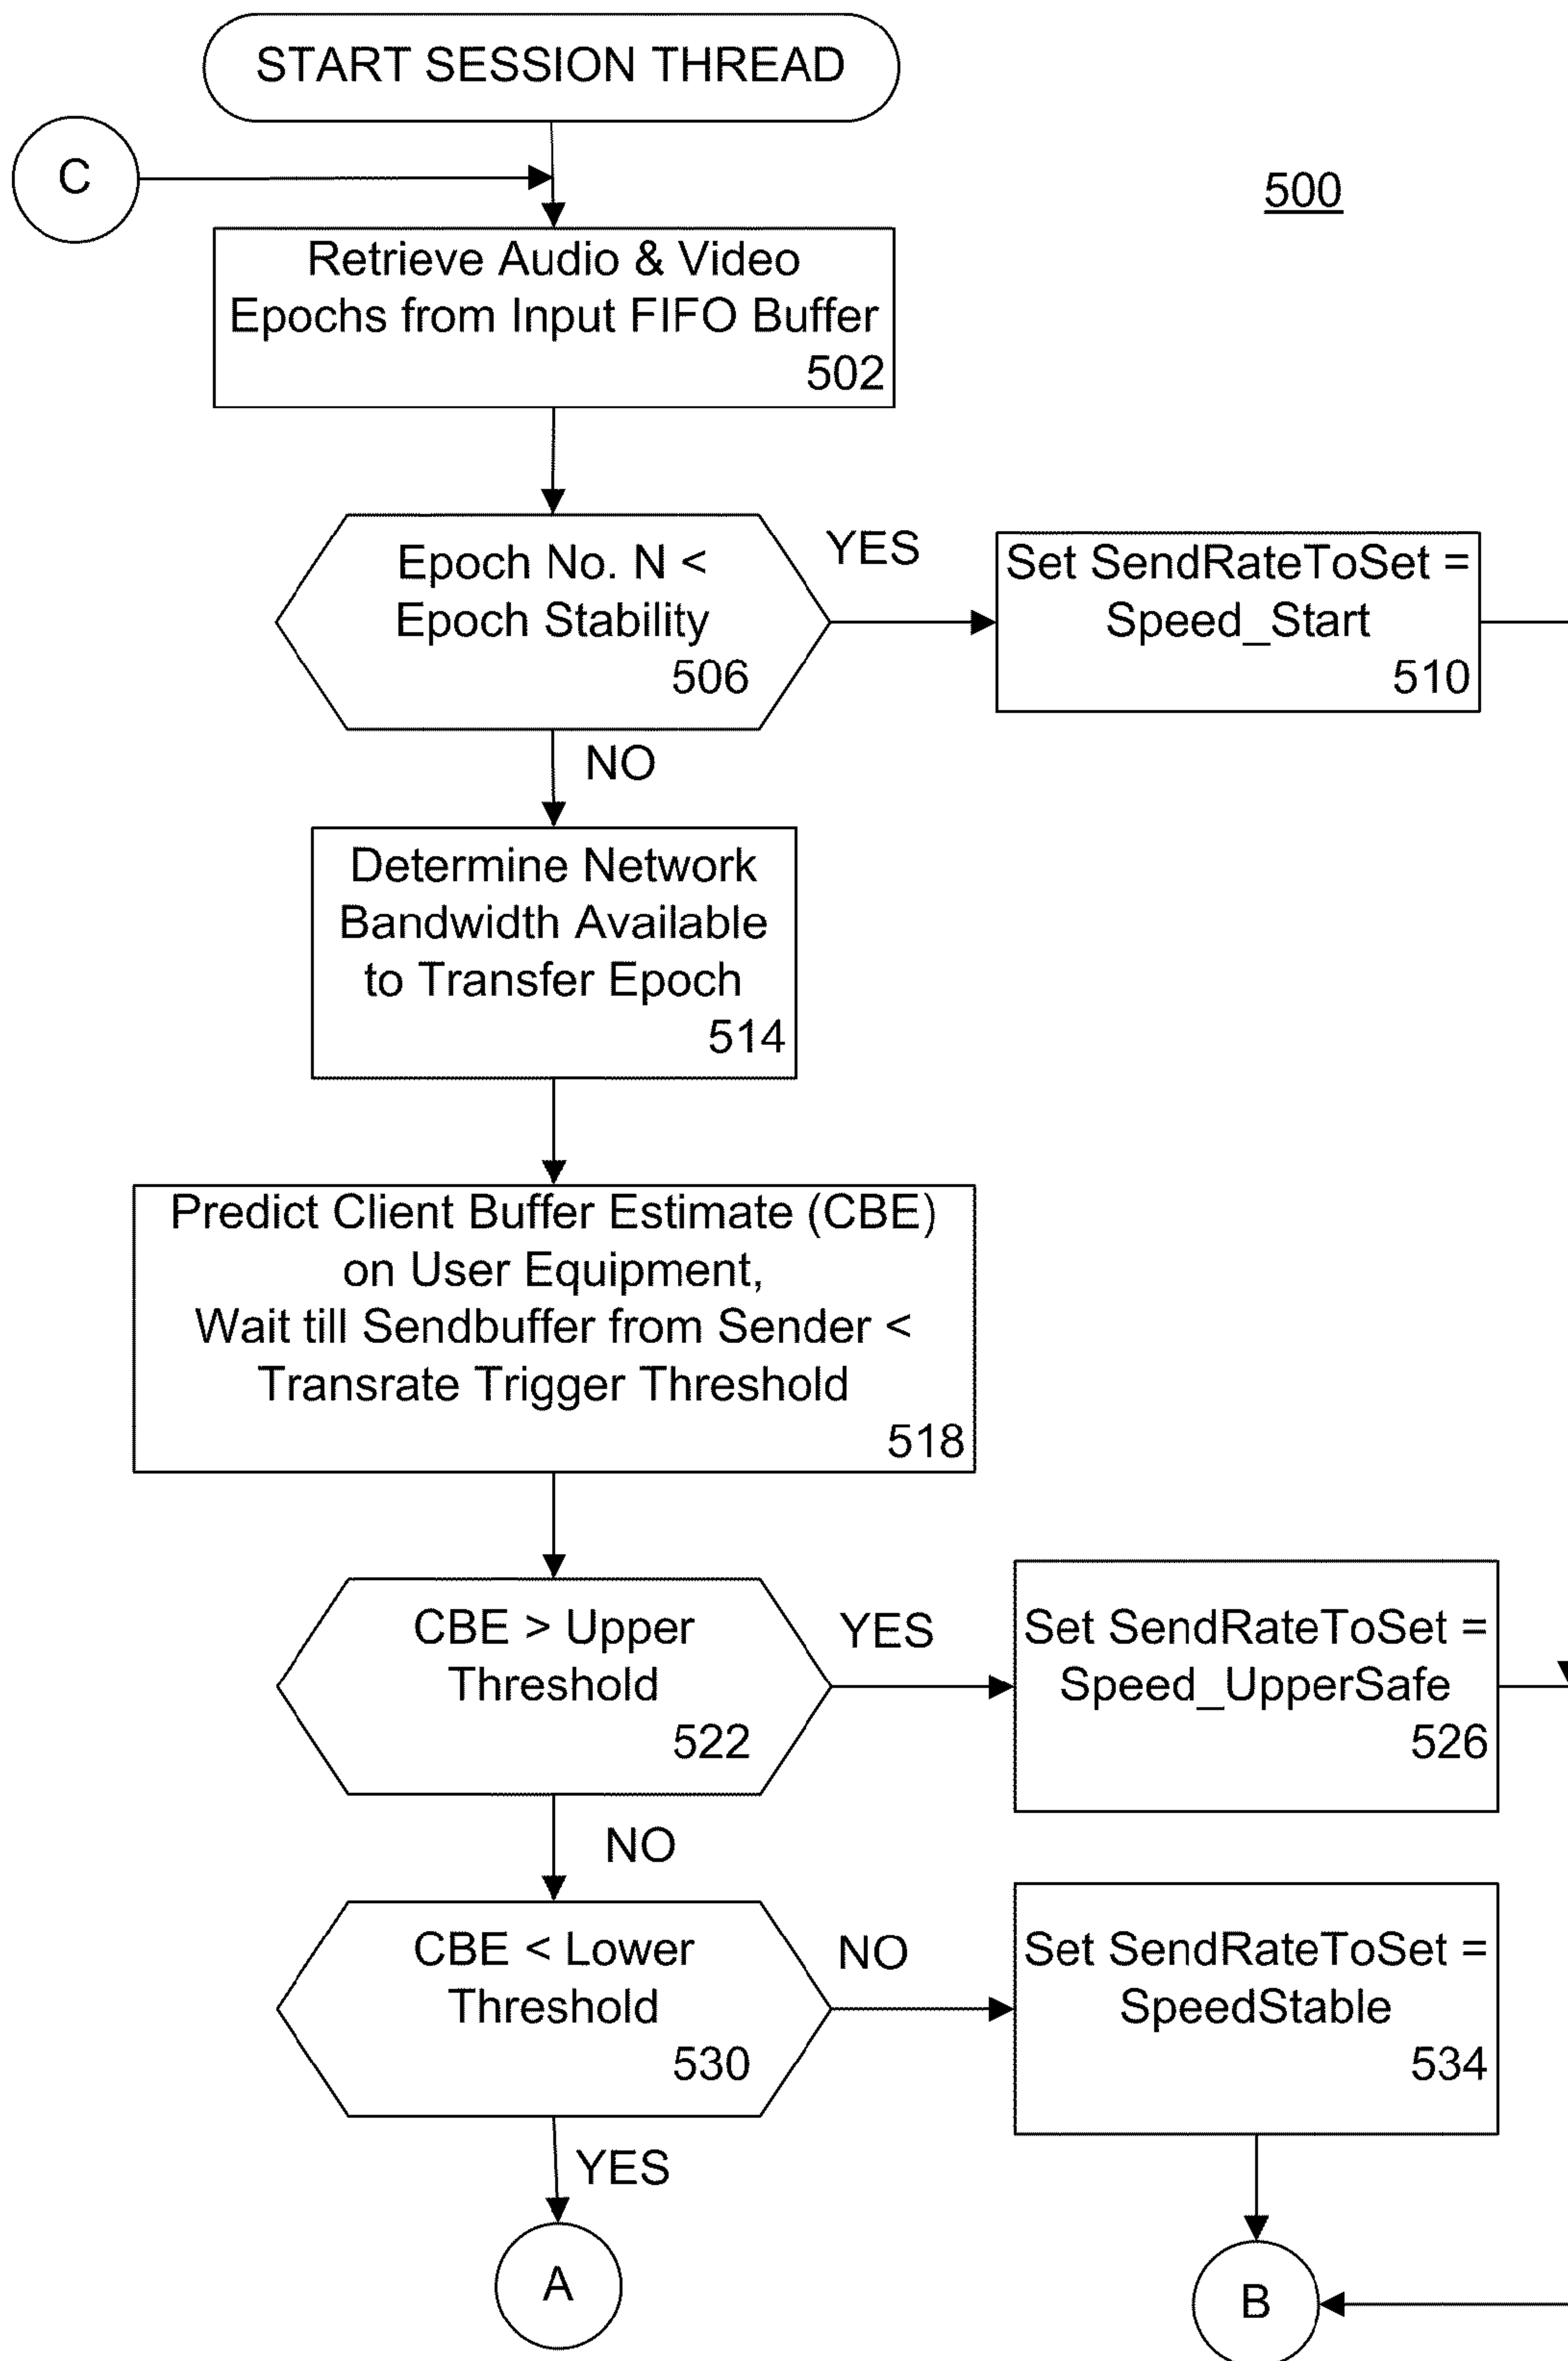 START SESSION THREAD
C
500
Retrieve Audio & Video
Epochs from Input FIFO Buffer
502
Epoch No. N <
Epoch Stability
506
YES
Set SendRateToSet =
Speed_Start
510
NO
Determine Network
Bandwidth Available
to Transfer Epoch
514
Predict Client Buffer Estimate (CBE)
on User Equipment,
Wait till Sendbuffer from Sender <
Transrate Trigger Threshold
518
CBE > Upper
Threshold
522
YES
Set SendRateToSet =
Speed_UpperSafe
526
NO
CBE < Lower
Threshold
530
NO
Set SendRateToSet =
SpeedStable
534
YES
A
B